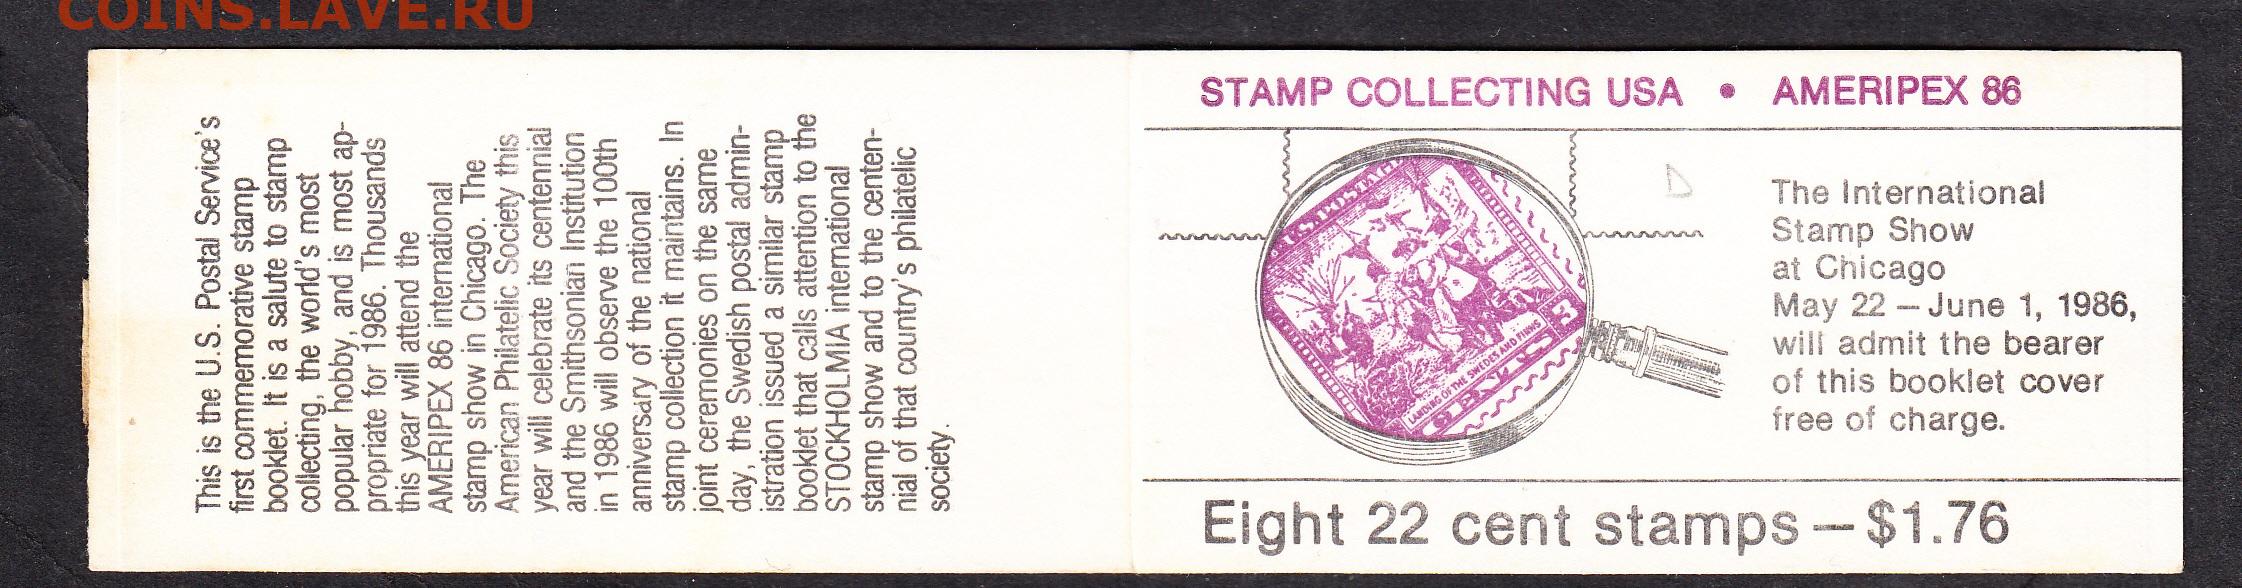 COINS.LAVE.RU
This is the U.S. Postal Service's
first commemorative stamp
booklet. It is a salute to stamp
collecting, the world's most
popular hobby, and is most ap-
propriate for 1986. Thousands
this year will attend the
AMERIPEX 86 international
stamp show in Chicago. The
American Philatelic Society this
year will celebrate its centennial
and the Smithsonian Institution
in 1986 will observe the 100th
anniversary of the national
stamp collection it maintains. In
joint ceremonies on the same
day, the Swedish postal admin-
istration issued a similar stamp
booklet that calls attention to the
STOCKHOLMIA international
stamp show and to the centen-
nial of that country's philatelic
society.
STAMP COLLECTING USA • AMERIPEX 86
U.S. POSTAGE
LANDING OF THE SWEDES AND FINNS
CENTS
The International
Stamp Show
at Chicago
May 22 – June 1, 1986,
will admit the bearer
of this booklet cover
free of charge.
Eight 22 cent stamps – $1.76